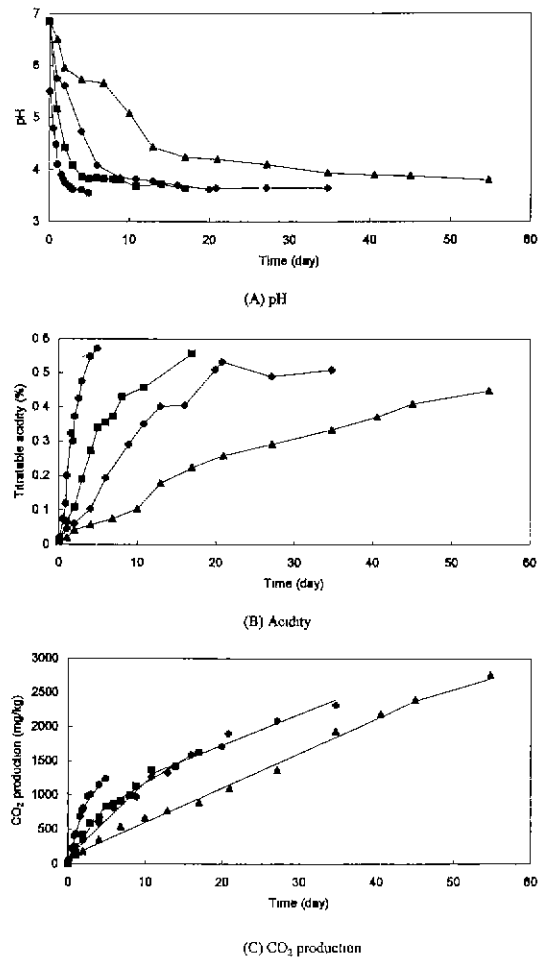 7
6
5
4
3
pH
0 10 20 30 40 50 60
Time (day)
(A) pH
0 6
0.5
0.4
0.3
0.2
0.1
0
Titratable acidity (%)
0 10 20 30 40 50 60
Time (day)
(B) Acidity
3000
2500
2000
1500
1000
500
0
CO₂ production (mg/kg)
0 10 20 30 40 50 60
Time (day)
(C) CO₂ production